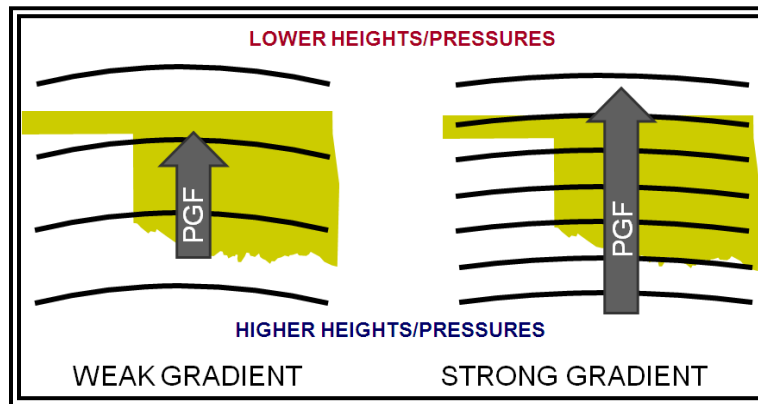 LOWER HEIGHTS/PRESSURES
PGF
PGF
HIGHER HEIGHTS/PRESSURES
WEAK GRADIENT
STRONG GRADIENT